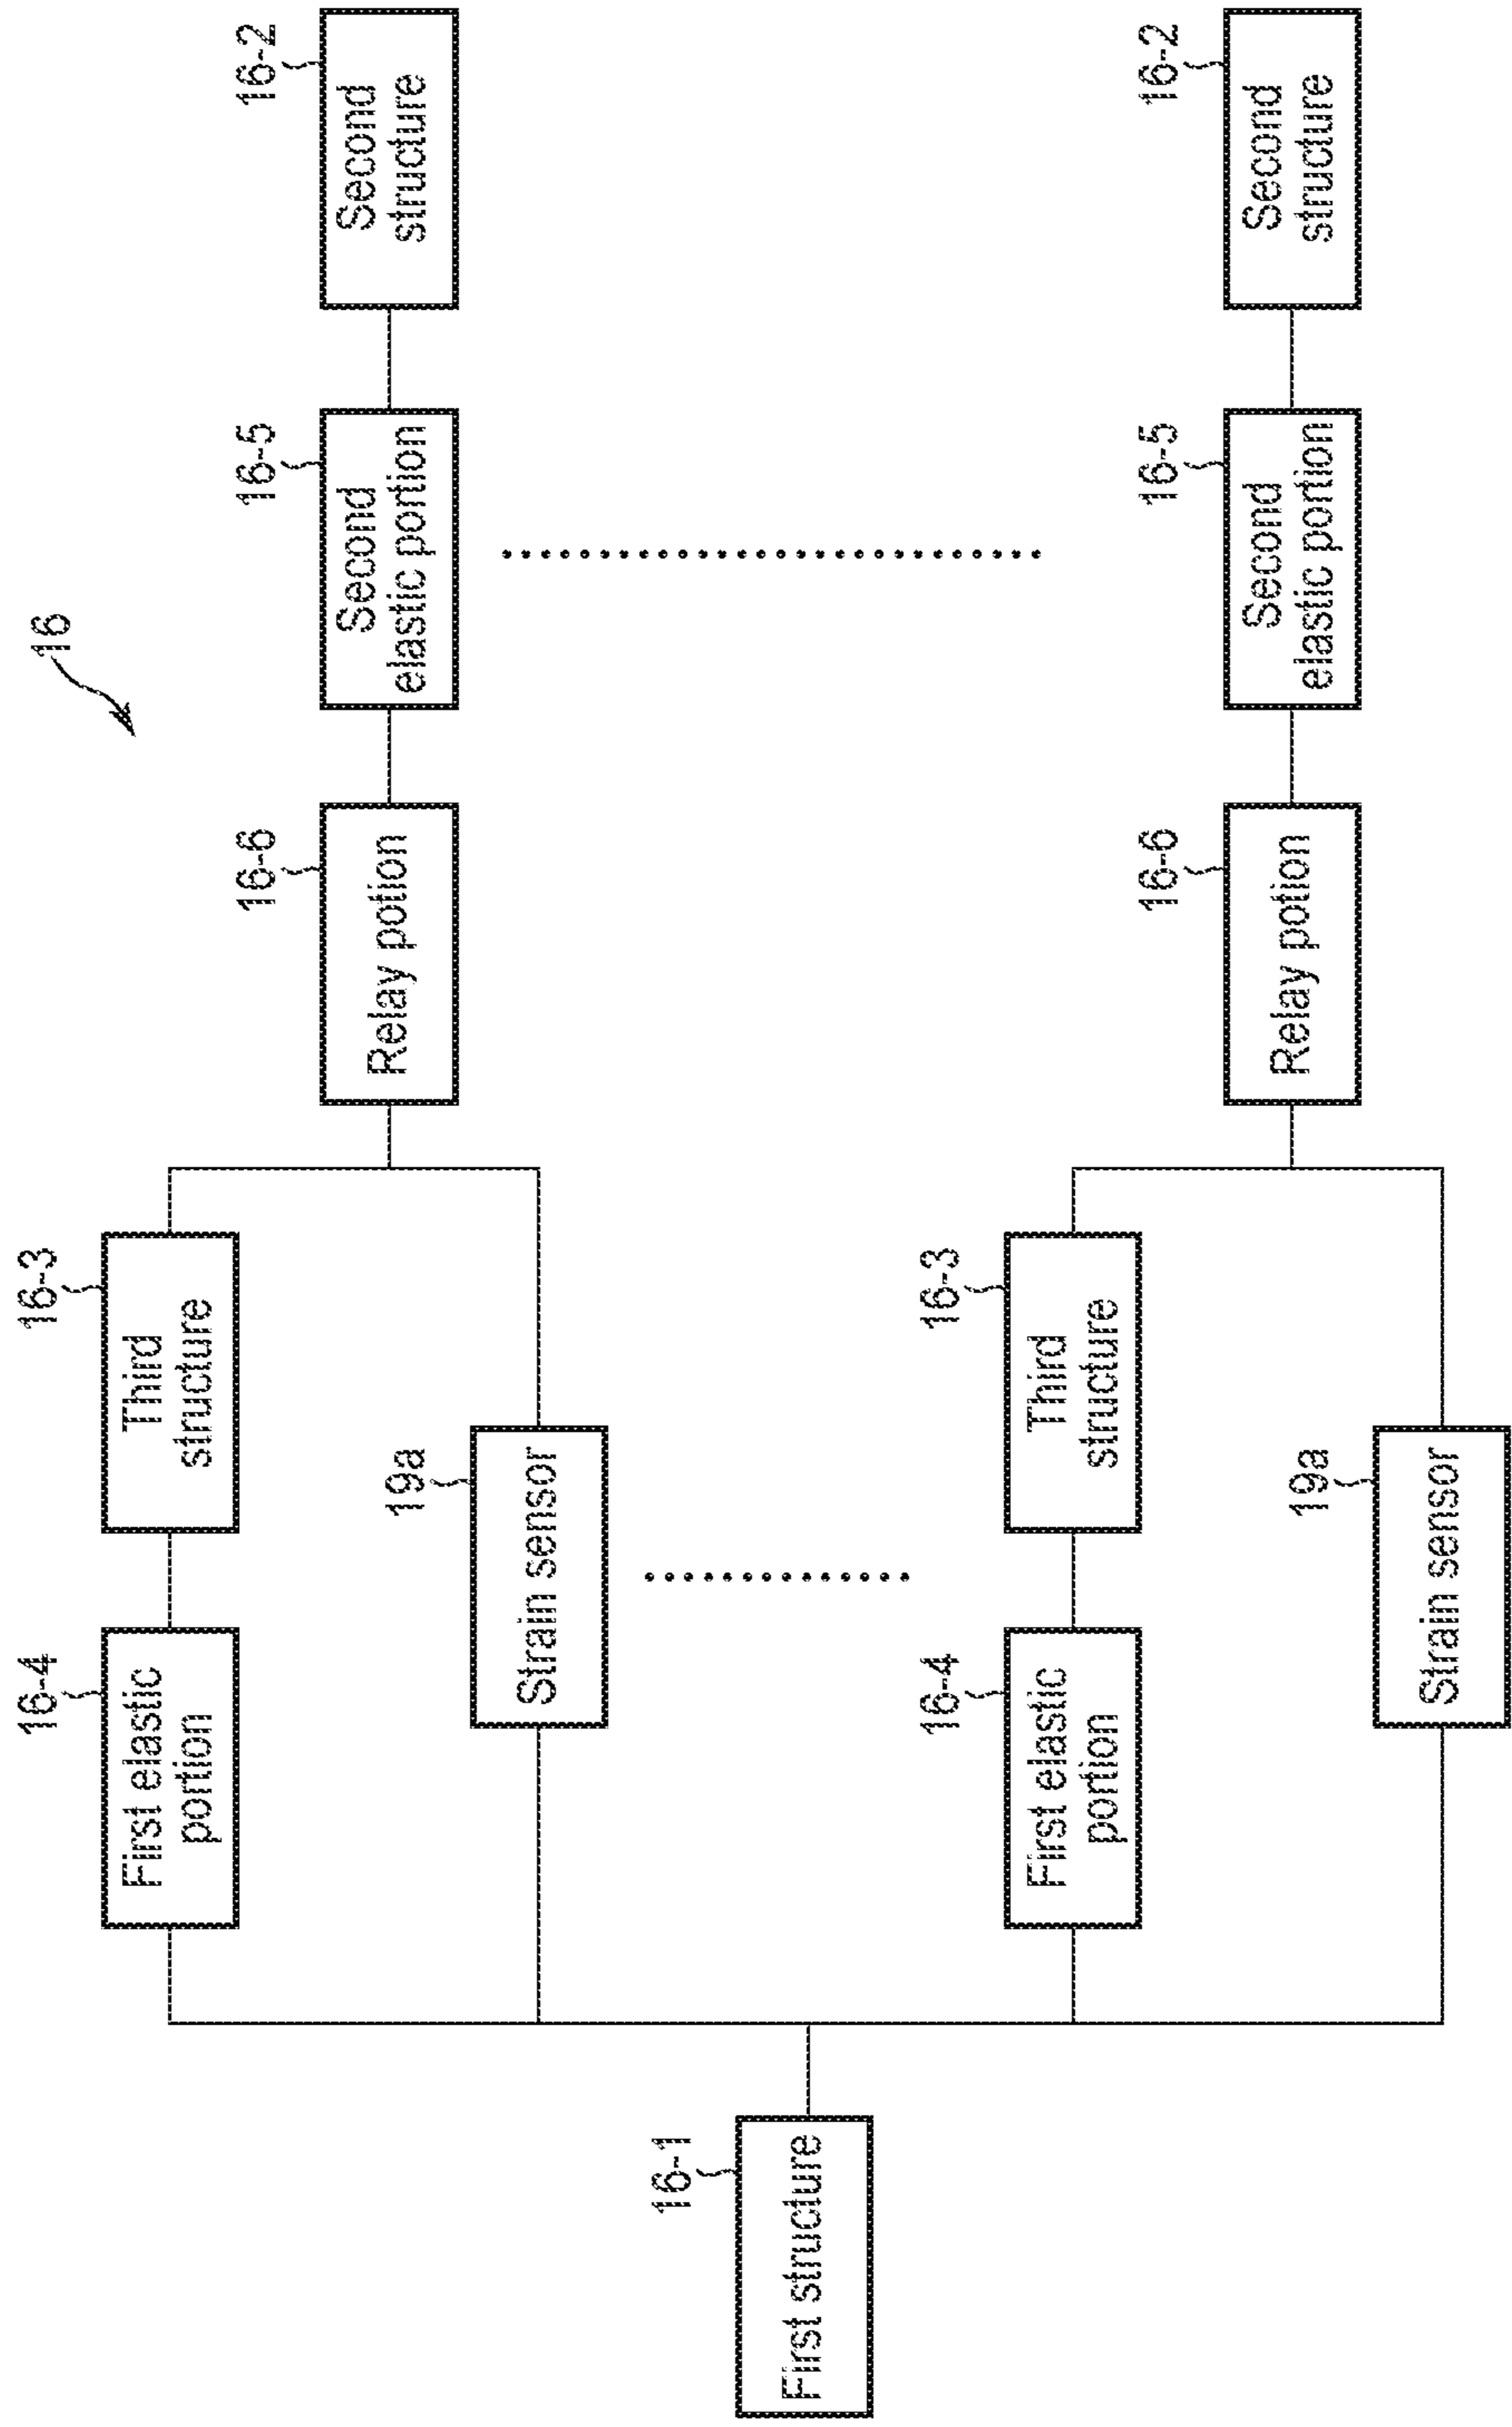 16
16-1
First structure
16-4
First elastic
portion
16-3
Third
structure
19a
Strain sensor
16-6
Relay potion
16-5
Second
elastic portion
16-2
Second
structure
16-4
First elastic
portion
16-3
Third
structure
19a
Strain sensor
16-6
Relay potion
16-5
Second
elastic portion
16-2
Second
structure